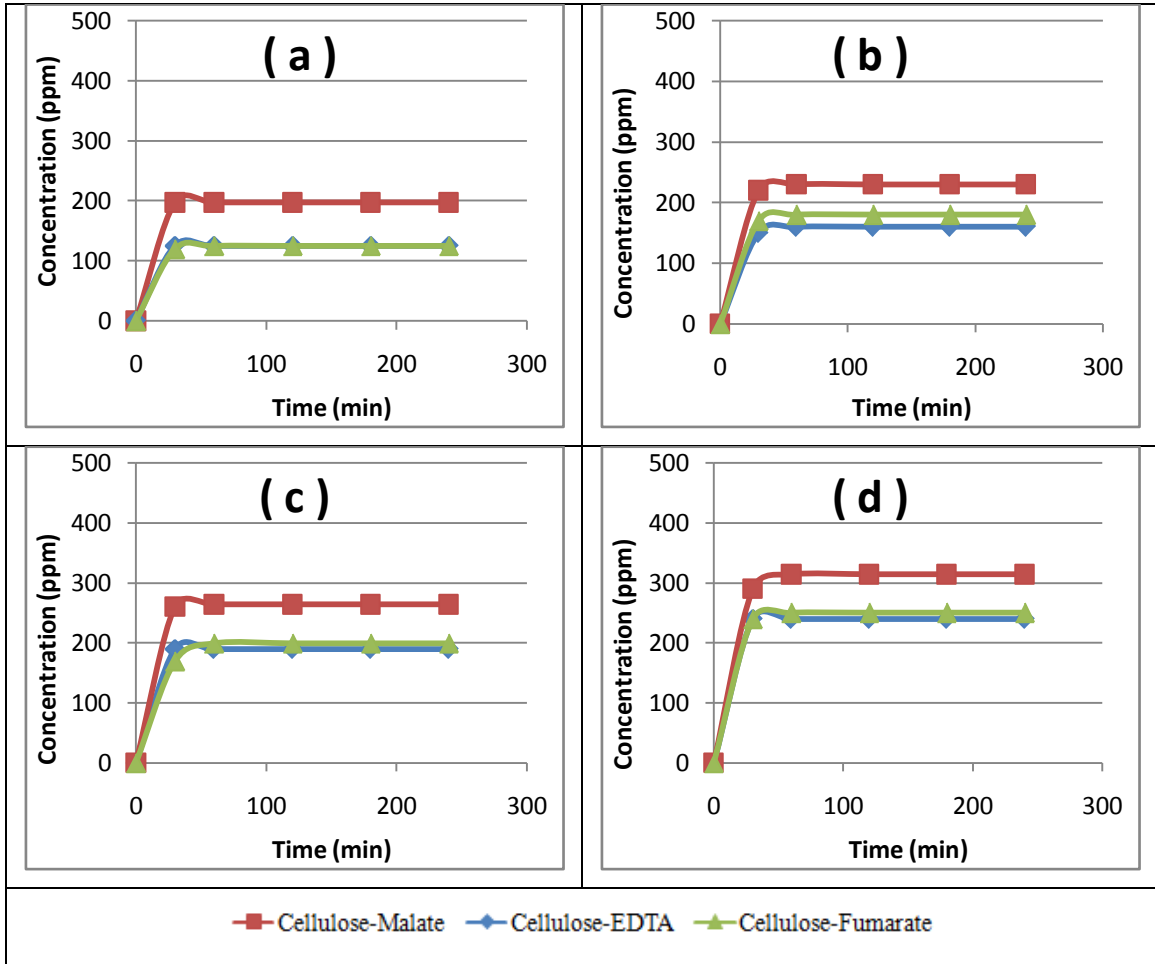 ( a )
Concentration (ppm)
500
400
300
200
100
0
0 100 200 300
Time (min)
( b )
Concentration (ppm)
500
400
300
200
100
0
0 100 200 300
Time (min)
( c )
Concentration (ppm)
500
400
300
200
100
0
0 100 200 300
Time (min)
( d )
Concentration (ppm)
500
400
300
200
100
0
0 100 200 300
Time (min)
Cellulose-Malate Cellulose-EDTA Cellulose-Fumarate